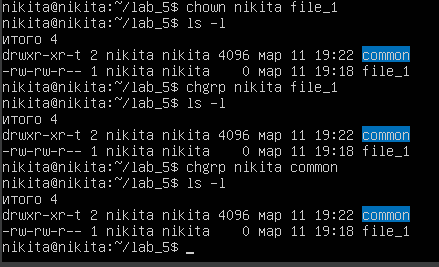 nikita@nikita:~/lab_5$ chown nikita file_1
nikita@nikita:~/lab_5$ ls -l
итого 4
drwxr-xr-t 2 nikita nikita 4096 мар 11 19:22 common
-rw-rw-r-- 1 nikita nikita    0 мар 11 19:18 file_1
nikita@nikita:~/lab_5$ chgrp nikita file_1
nikita@nikita:~/lab_5$ ls -l
итого 4
drwxr-xr-t 2 nikita nikita 4096 мар 11 19:22 common
-rw-rw-r-- 1 nikita nikita    0 мар 11 19:18 file_1
nikita@nikita:~/lab_5$ chgrp nikita common
nikita@nikita:~/lab_5$ ls -l
итого 4
drwxr-xr-t 2 nikita nikita 4096 мар 11 19:22 common
-rw-rw-r-- 1 nikita nikita    0 мар 11 19:18 file_1
nikita@nikita:~/lab_5$ _